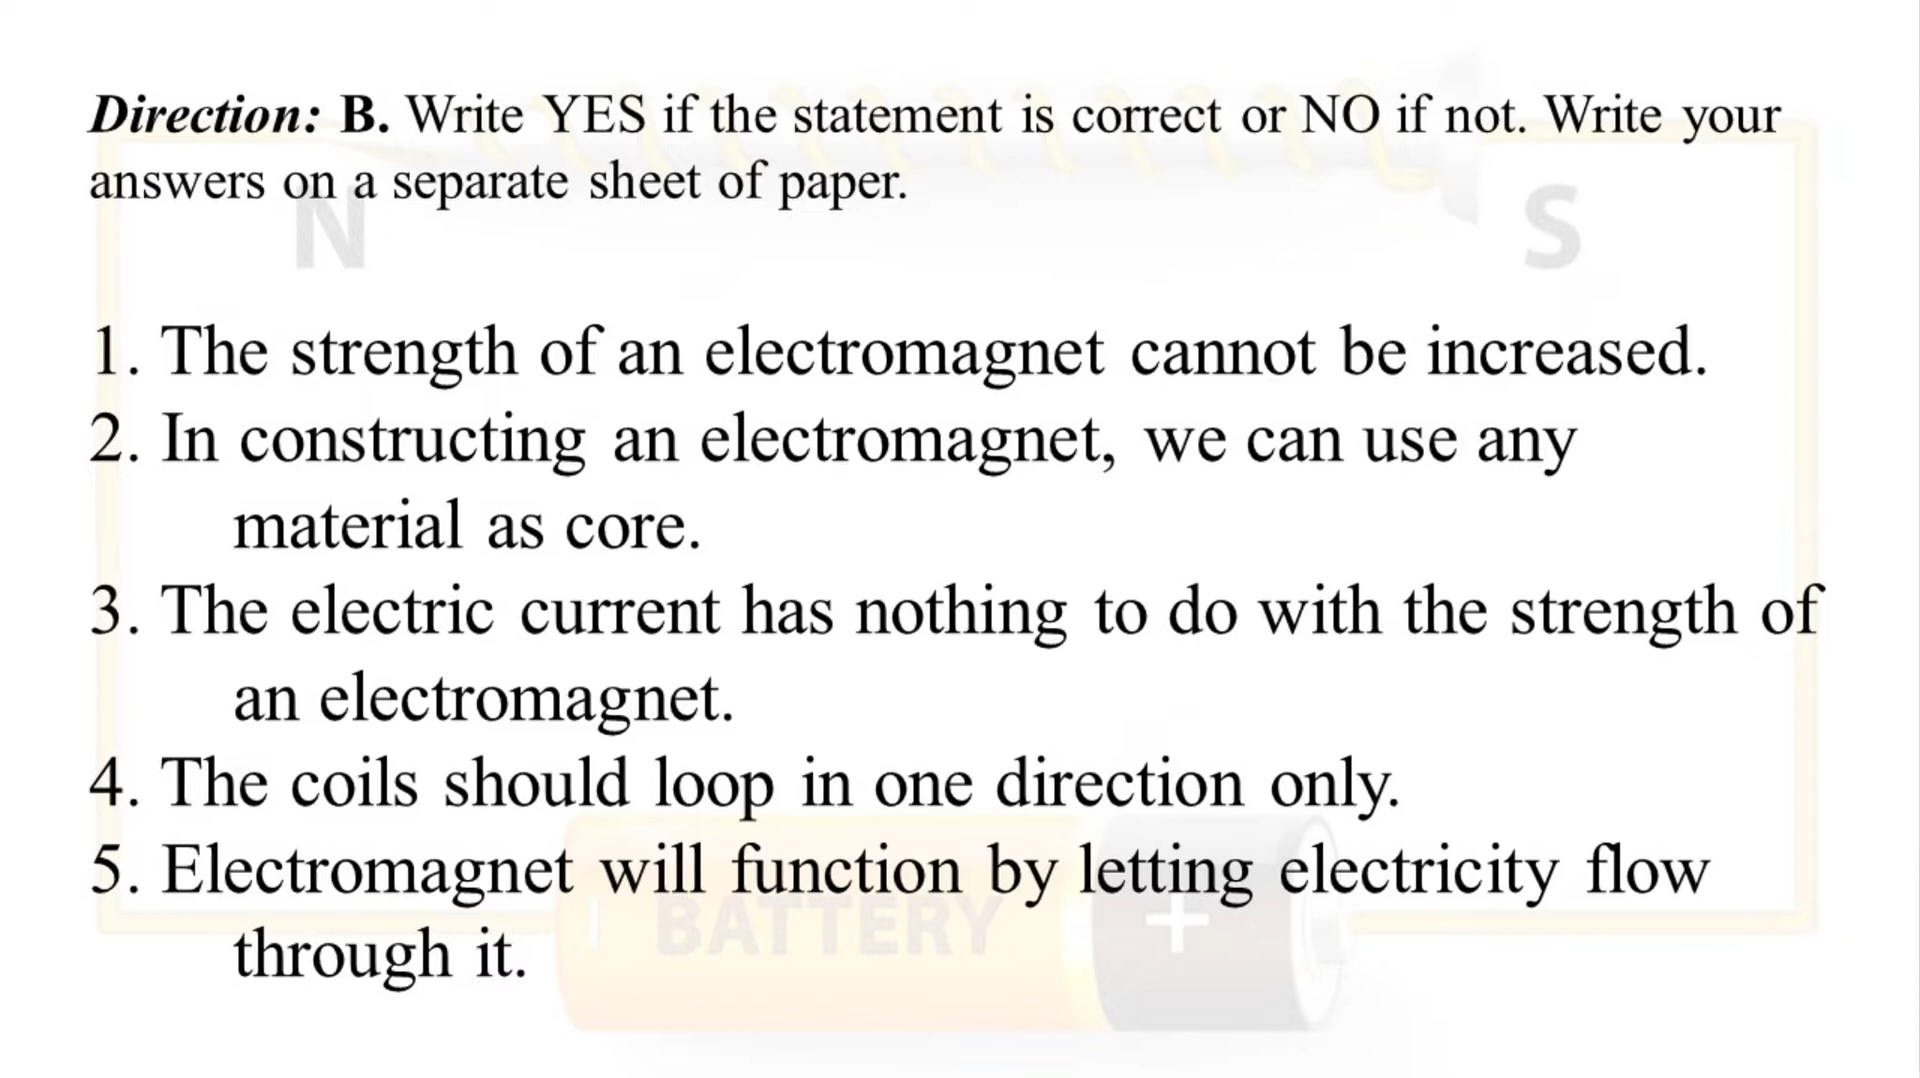 Direction: B. Write YES if the statement is correct or NO if not. Write your
answers on a separate sheet of paper.
N
S
1. The strength of an electromagnet cannot be increased.
2. In constructing an electromagnet, we can use any
material as core.
3. The electric current has nothing to do with the strength of
an electromagnet.
4. The coils should loop in one direction only.
5. Electromagnet will function by letting electricity flow
BATTERY +
through it.